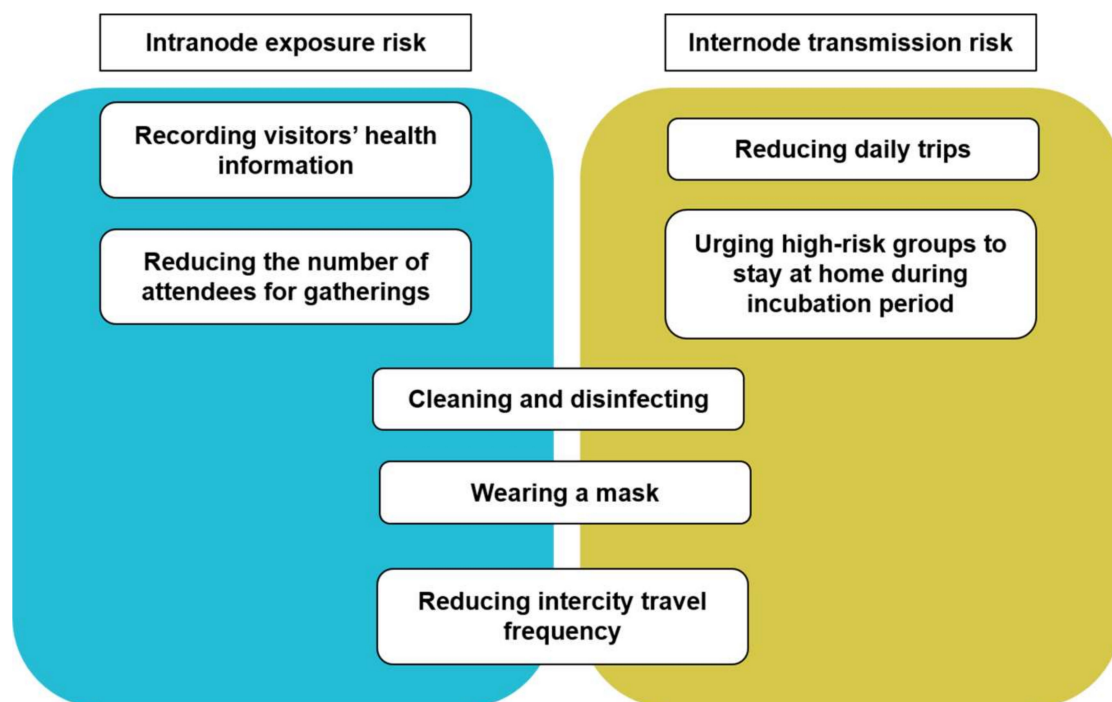 Intranode exposure risk
Internode transmission risk
Recording visitors’ health
information
Reducing the number of
attendees for gatherings
Reducing daily trips
Urging high-risk groups to
stay at home during
incubation period
Cleaning and disinfecting
Wearing a mask
Reducing intercity travel
frequency